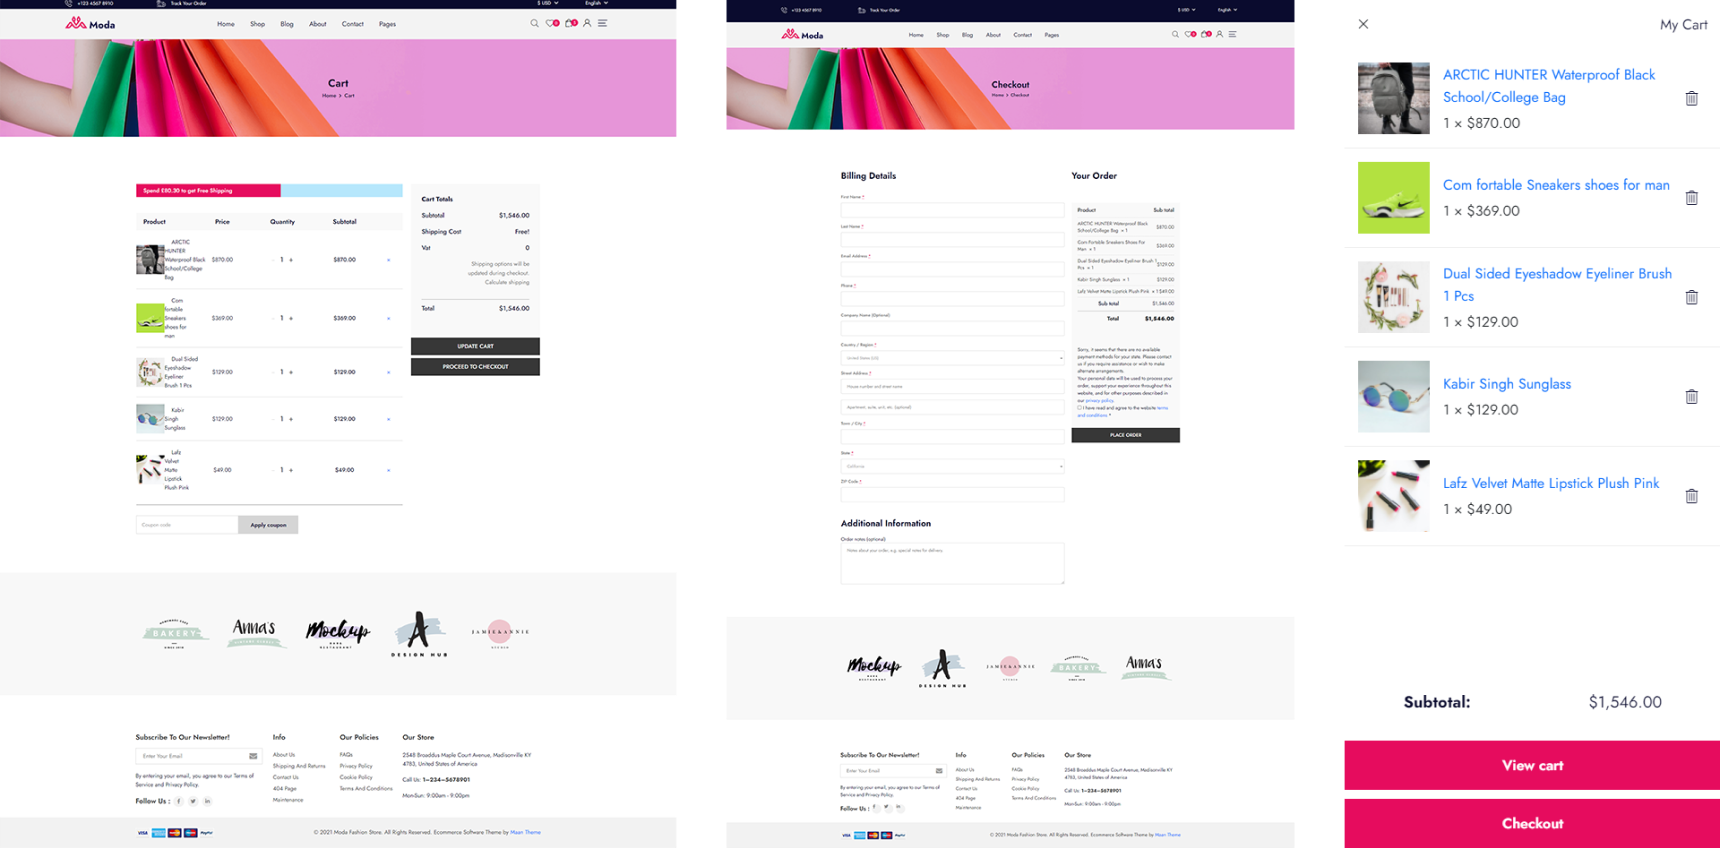 +123 4567 8910
Track Your Order
$ USD
English
Moda
Home
Shop
Blog
About
Contact
Pages
Cart
Home > Cart
Spend £80.30 to get Free Shipping
Product
Price
Quantity
Subtotal
ARCTIC
HUNTER
Waterproof Black
School/College
Bag
$870.00
- 1 +
$870.00
×
Com
fortable
Sneakers
shoes for
man
$369.00
- 1 +
$369.00
×
Dual Sided
Eyeshadow
Eyeliner
Brush 1 Pcs
$129.00
- 1 +
$129.00
×
Kabir
Singh
Sunglass
$129.00
- 1 +
$129.00
×
Lafz
Velvet
Matte
Lipstick
Plush Pink
$49.00
- 1 +
$49.00
×
Coupon code
Apply coupon
Cart Totals
Subtotal $1,546.00
Shipping Cost Free!
Vat 0
Shipping options will be
updated during checkout.
Calculate shipping
Total $1,546.00
UPDATE CART
PROCEED TO CHECKOUT
BAKERY
Anna's
Mockup
RESTAURANT
A
DESIGN HUB
JAMIE&ANNIE
Subscribe To Our Newsletter!
Enter Your Email
By entering your email, you agree to our Terms of
Service and Privacy Policy.
Follow Us :
Info
About Us
Shipping And Returns
Contact Us
404 Page
Maintenance
Our Policies
FAQs
Privacy Policy
Cookie Policy
Terms And Conditions
Our Store
2548 Broaddus Maple Court Avenue, Madisonville KY
4783, United States of America
Call Us: 1-234-5678901
Mon-Sun: 9:00am - 9:00pm
VISA
PayPal
© 2021 Moda Fashion Store. All Rights Reserved. Ecommerce Software Theme by Maan Theme
+123 4567 8910
Track Your Order
$ USD
English
Moda
Home
Shop
Blog
About
Contact
Pages
Checkout
Home > Checkout
Billing Details
First Name *
Last Name *
Email Address *
Phone *
Company Name (Optional)
Country / Region *
United States (US)
Street Address *
House number and street name
Apartment, suite, unit, etc. (optional)
Town / City *
State *
California
ZIP Code *
Additional Information
Order notes (optional)
Notes about your order, e.g. special notes for delivery.
Your Order
Product Sub total
ARCTIC HUNTER Waterproof Black
School/College Bag × 1 $870.00
Com Fortable Sneakers Shoes For
Man × 1 $369.00
Dual Sided Eyeshadow Eyeliner Brush 1
Pcs × 1 $129.00
Kabir Singh Sunglass × 1 $129.00
Lafz Velvet Matte Lipstick Plush Pink × 1 $49.00
Sub total $1,546.00
Total $1,546.00
Sorry, it seems that there are no available
payment methods for your state. Please contact
us if you require assistance or wish to make
alternate arrangements.
Your personal data will be used to process your
order, support your experience throughout this
website, and for other purposes described in
our privacy policy.
I have read and agree to the website terms
and conditions *
PLACE ORDER
Mockup
RESTAURANT
A
DESIGN HUB
JAMIE&ANNIE
BAKERY
Anna's
Subscribe To Our Newsletter!
Enter Your Email
By entering your email, you agree to our Terms of
Service and Privacy Policy.
Follow Us :
Info
About Us
Shipping And Returns
Contact Us
404 Page
Maintenance
Our Policies
FAQs
Privacy Policy
Cookie Policy
Terms And Conditions
Our Store
2548 Broaddus Maple Court Avenue, Madisonville KY
4783, United States of America
Call Us: 1-234-5678901
Mon-Sun: 9:00am - 9:00pm
VISA
PayPal
© 2021 Moda Fashion Store. All Rights Reserved. Ecommerce Software Theme by Maan Theme
My Cart
ARCTIC HUNTER Waterproof Black
School/College Bag
1 × $870.00
Com fortable Sneakers shoes for man
1 × $369.00
Dual Sided Eyeshadow Eyeliner Brush
1 Pcs
1 × $129.00
Kabir Singh Sunglass
1 × $129.00
Lafz Velvet Matte Lipstick Plush Pink
1 × $49.00
Subtotal: $1,546.00
View cart
Checkout